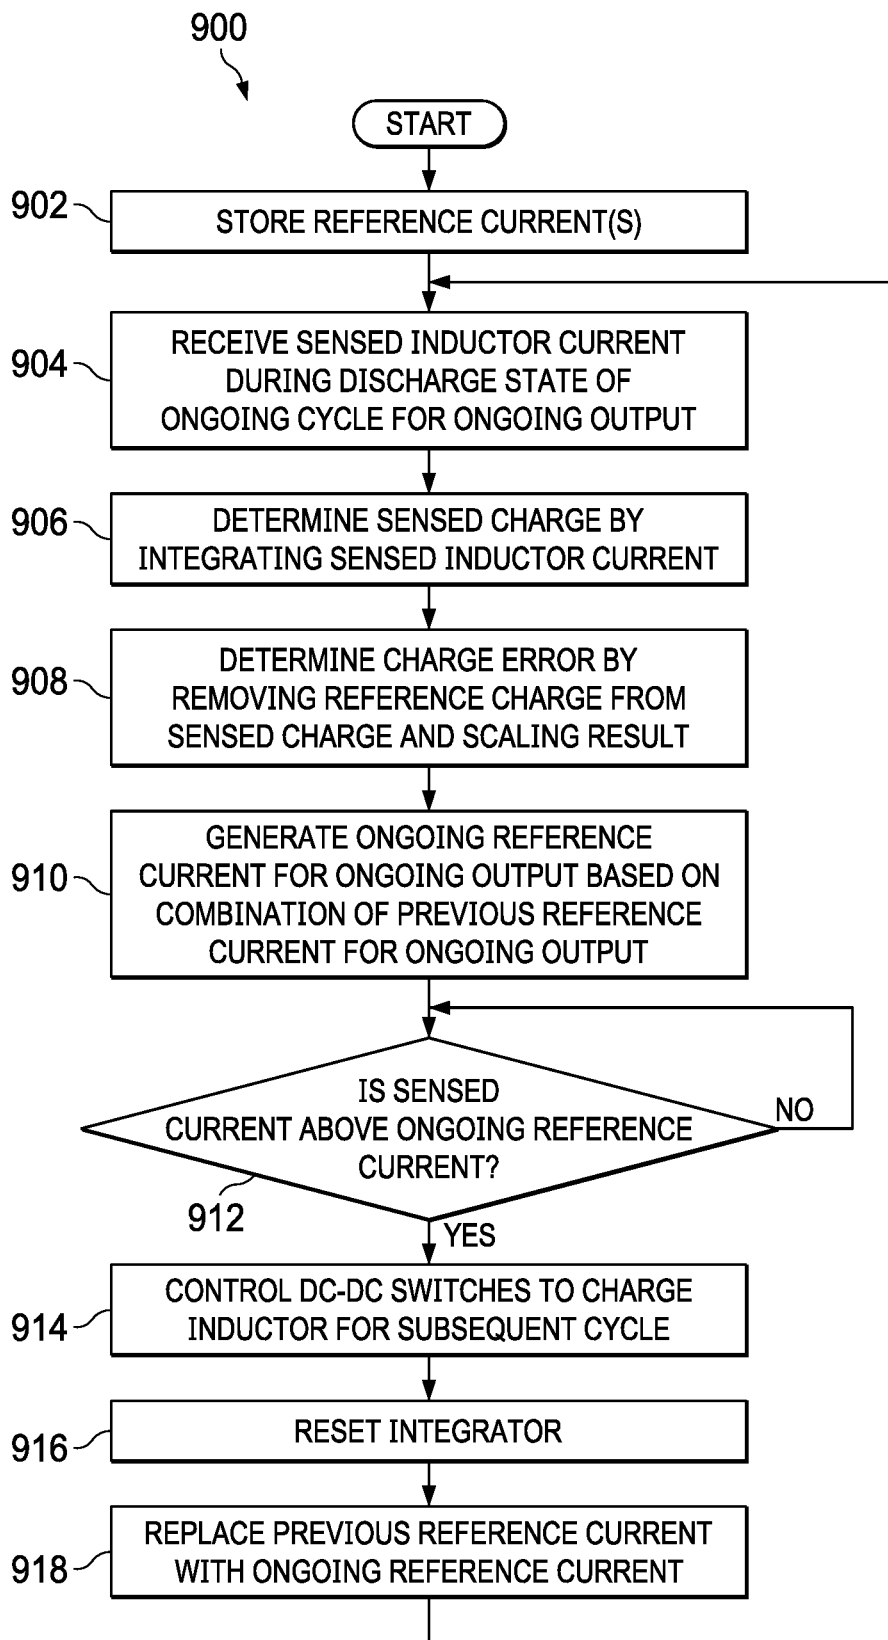 900
START
902
STORE REFERENCE CURRENT(S)
904
RECEIVE SENSED INDUCTOR CURRENT
DURING DISCHARGE STATE OF
ONGOING CYCLE FOR ONGOING OUTPUT
906
DETERMINE SENSED CHARGE BY
INTEGRATING SENSED INDUCTOR CURRENT
908
DETERMINE CHARGE ERROR BY
REMOVING REFERENCE CHARGE FROM
SENSED CHARGE AND SCALING RESULT
910
GENERATE ONGOING REFERENCE
CURRENT FOR ONGOING OUTPUT BASED ON
COMBINATION OF PREVIOUS REFERENCE
CURRENT FOR ONGOING OUTPUT
IS SENSED
CURRENT ABOVE ONGOING REFERENCE
CURRENT?
NO
912
YES
914
CONTROL DC-DC SWITCHES TO CHARGE
INDUCTOR FOR SUBSEQUENT CYCLE
916
RESET INTEGRATOR
918
REPLACE PREVIOUS REFERENCE CURRENT
WITH ONGOING REFERENCE CURRENT